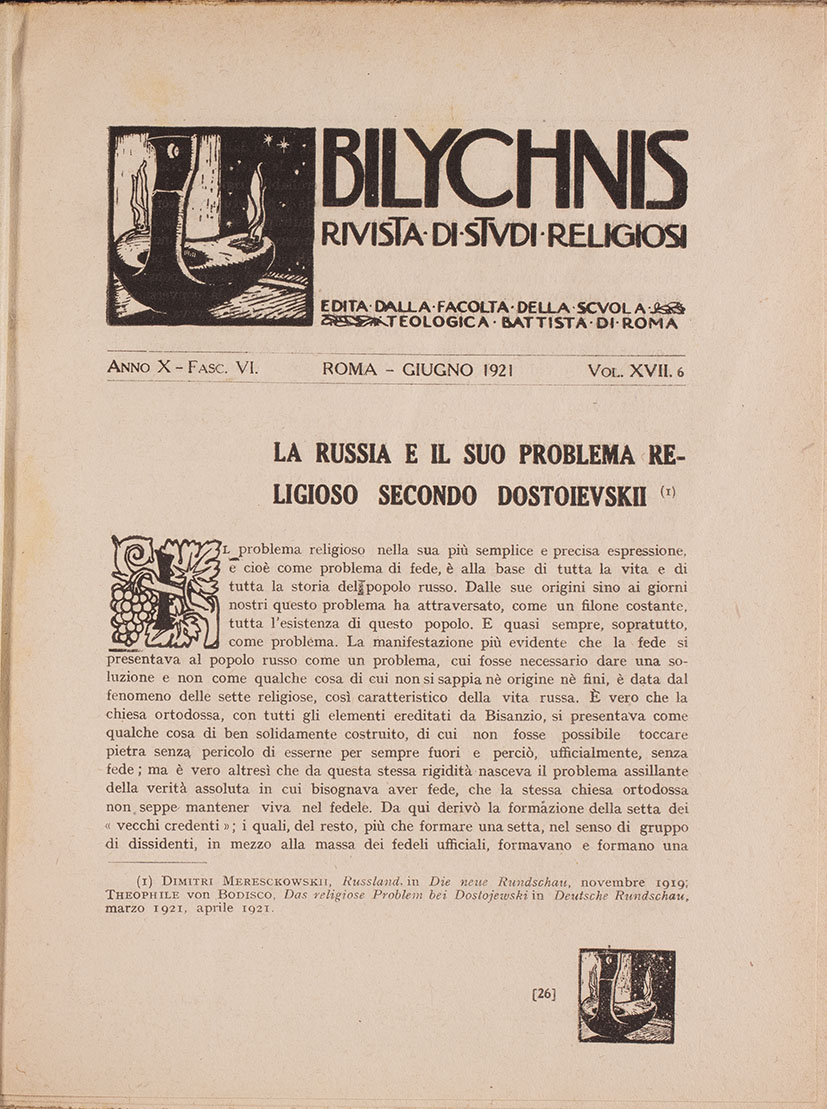 BILYCHNIS
RIVISTA·DI·STVDI·RELIGIOSI
EDITA·DALLA·FACOLTA·DELLA·SCVOLA
TEOLOGICA·BATTISTA·DI·ROMA
ANNO X - FASC. VI. ROMA - GIUGNO 1921 VOL. XVII. 6
LA RUSSIA E IL SUO PROBLEMA RE-
LIGIOSO SECONDO DOSTOIEVSKII (1)
IL problema religioso nella sua più semplice e precisa espressione,
e cioè come problema di fede, è alla base di tutta la vita e di
tutta la storia del popolo russo. Dalle sue origini sino ai giorni
nostri questo problema ha attraversato, come un filone costante,
tutta l'esistenza di questo popolo. E quasi sempre, sopratutto,
come problema. La manifestazione più evidente che la fede si
presentava al popolo russo come un problema, cui fosse necessario dare una so-
luzione e non come qualche cosa di cui non si sappia nè origine nè fini, è data dal
fenomeno delle sette religiose, così caratteristico della vita russa. È vero che la
chiesa ortodossa, con tutti gli elementi ereditati da Bisanzio, si presentava come
qualche cosa di ben solidamente costruito, di cui non fosse possibile toccare
pietra senza pericolo di esserne per sempre fuori e perciò, ufficialmente, senza
fede; ma è vero altresì che da questa stessa rigidità nasceva il problema assillante
della verità assoluta in cui bisognava aver fede, che la stessa chiesa ortodossa
non seppe mantener viva nel fedele. Da qui derivò la formazione della setta dei
« vecchi credenti »; i quali, del resto, più che formare una setta, nel senso di gruppo
di dissidenti, in mezzo alla massa dei fedeli ufficiali, formavano e formano una
(1) DIMITRI MERESCKOWSKII, Russland, in Die neue Rundschau, novembre 1919;
THEOPHILE VON BODISCO, Das religiose Problem bei Dostojewski in Deutsche Rundschau,
marzo 1921, aprile 1921.
[26]